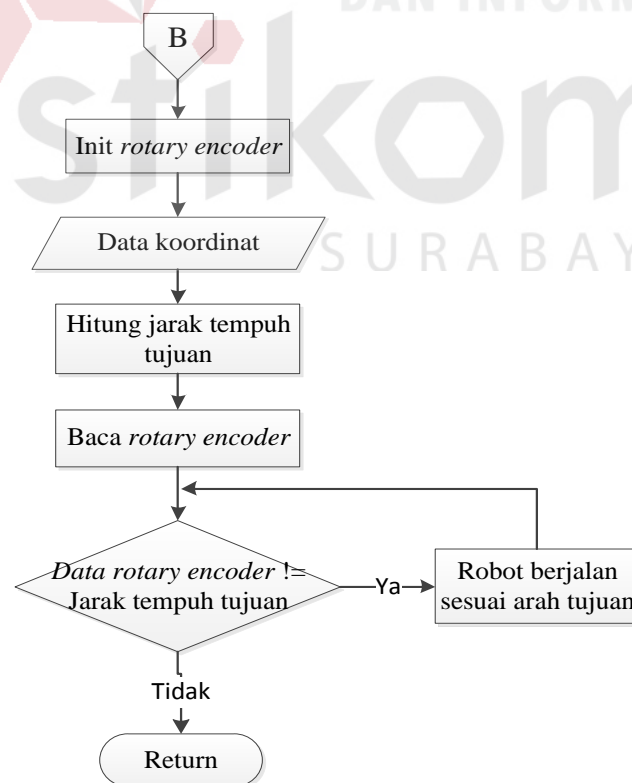 DAN INFORM
B
stikom
SURABAY
Init rotary encoder
Data koordinat
Hitung jarak tempuh
tujuan
Baca rotary encoder
Data rotary encoder !=
Jarak tempuh tujuan
Ya
Robot berjalan
sesuai arah tujuan
Tidak
Return